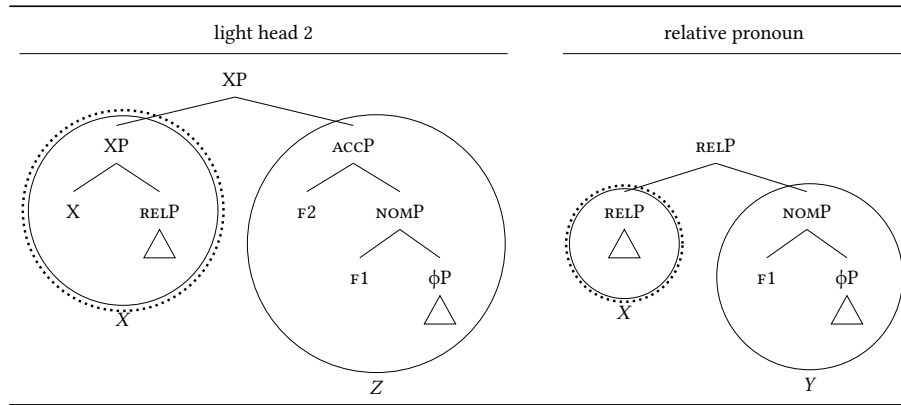 light head 2 relative pronoun
XP
XP ACCP RELP
X RELP F2 NOMP RELP NOMP
F1 ϕP F1 ϕP
X X
Z Y